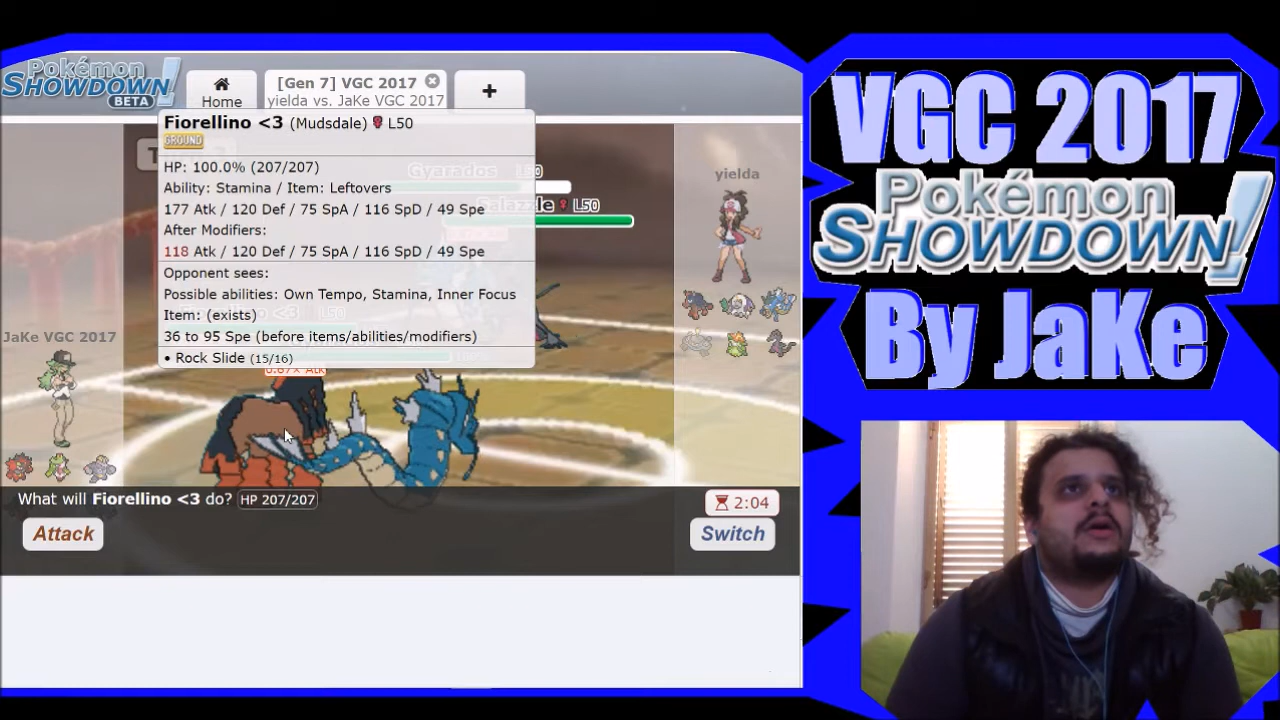 Pokémon
SHOWDOWN!
BETA
Home
[Gen 7] VGC 2017
yielda vs. JaKe VGC 2017
+
Fiorellino <3 (Mudsdale) L50
GROUND
HP: 100.0% (207/207)
Ability: Stamina / Item: Leftovers
177 Atk / 120 Def / 75 SpA / 116 SpD / 49 Spe
After Modifiers:
118 Atk / 120 Def / 75 SpA / 116 SpD / 49 Spe
Opponent sees:
Possible abilities: Own Tempo, Stamina, Inner Focus
Item: (exists)
36 to 95 Spe (before items/abilities/modifiers)
• Rock Slide (15/16)
Gyarados L50
Salazzle L50
yielda
JaKe VGC 2017
0.67× Atk
What will Fiorellino <3 do? HP 207/207
2:04
Attack
Switch
VGC 2017
Pokémon
SHOWDOWN!
By JaKe